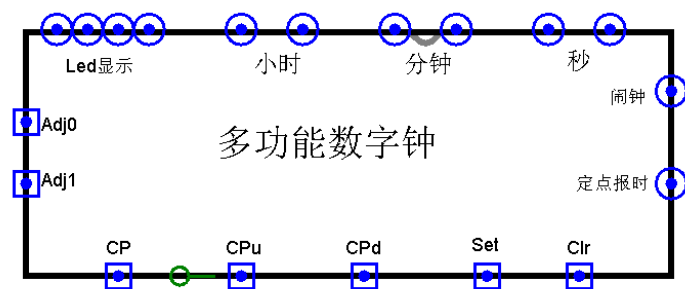 Led显示
小时
分钟
秒
闹钟
Adj0
多功能数字钟
Adj1
定点报时
CP
CPu
CPd
Set
Clr